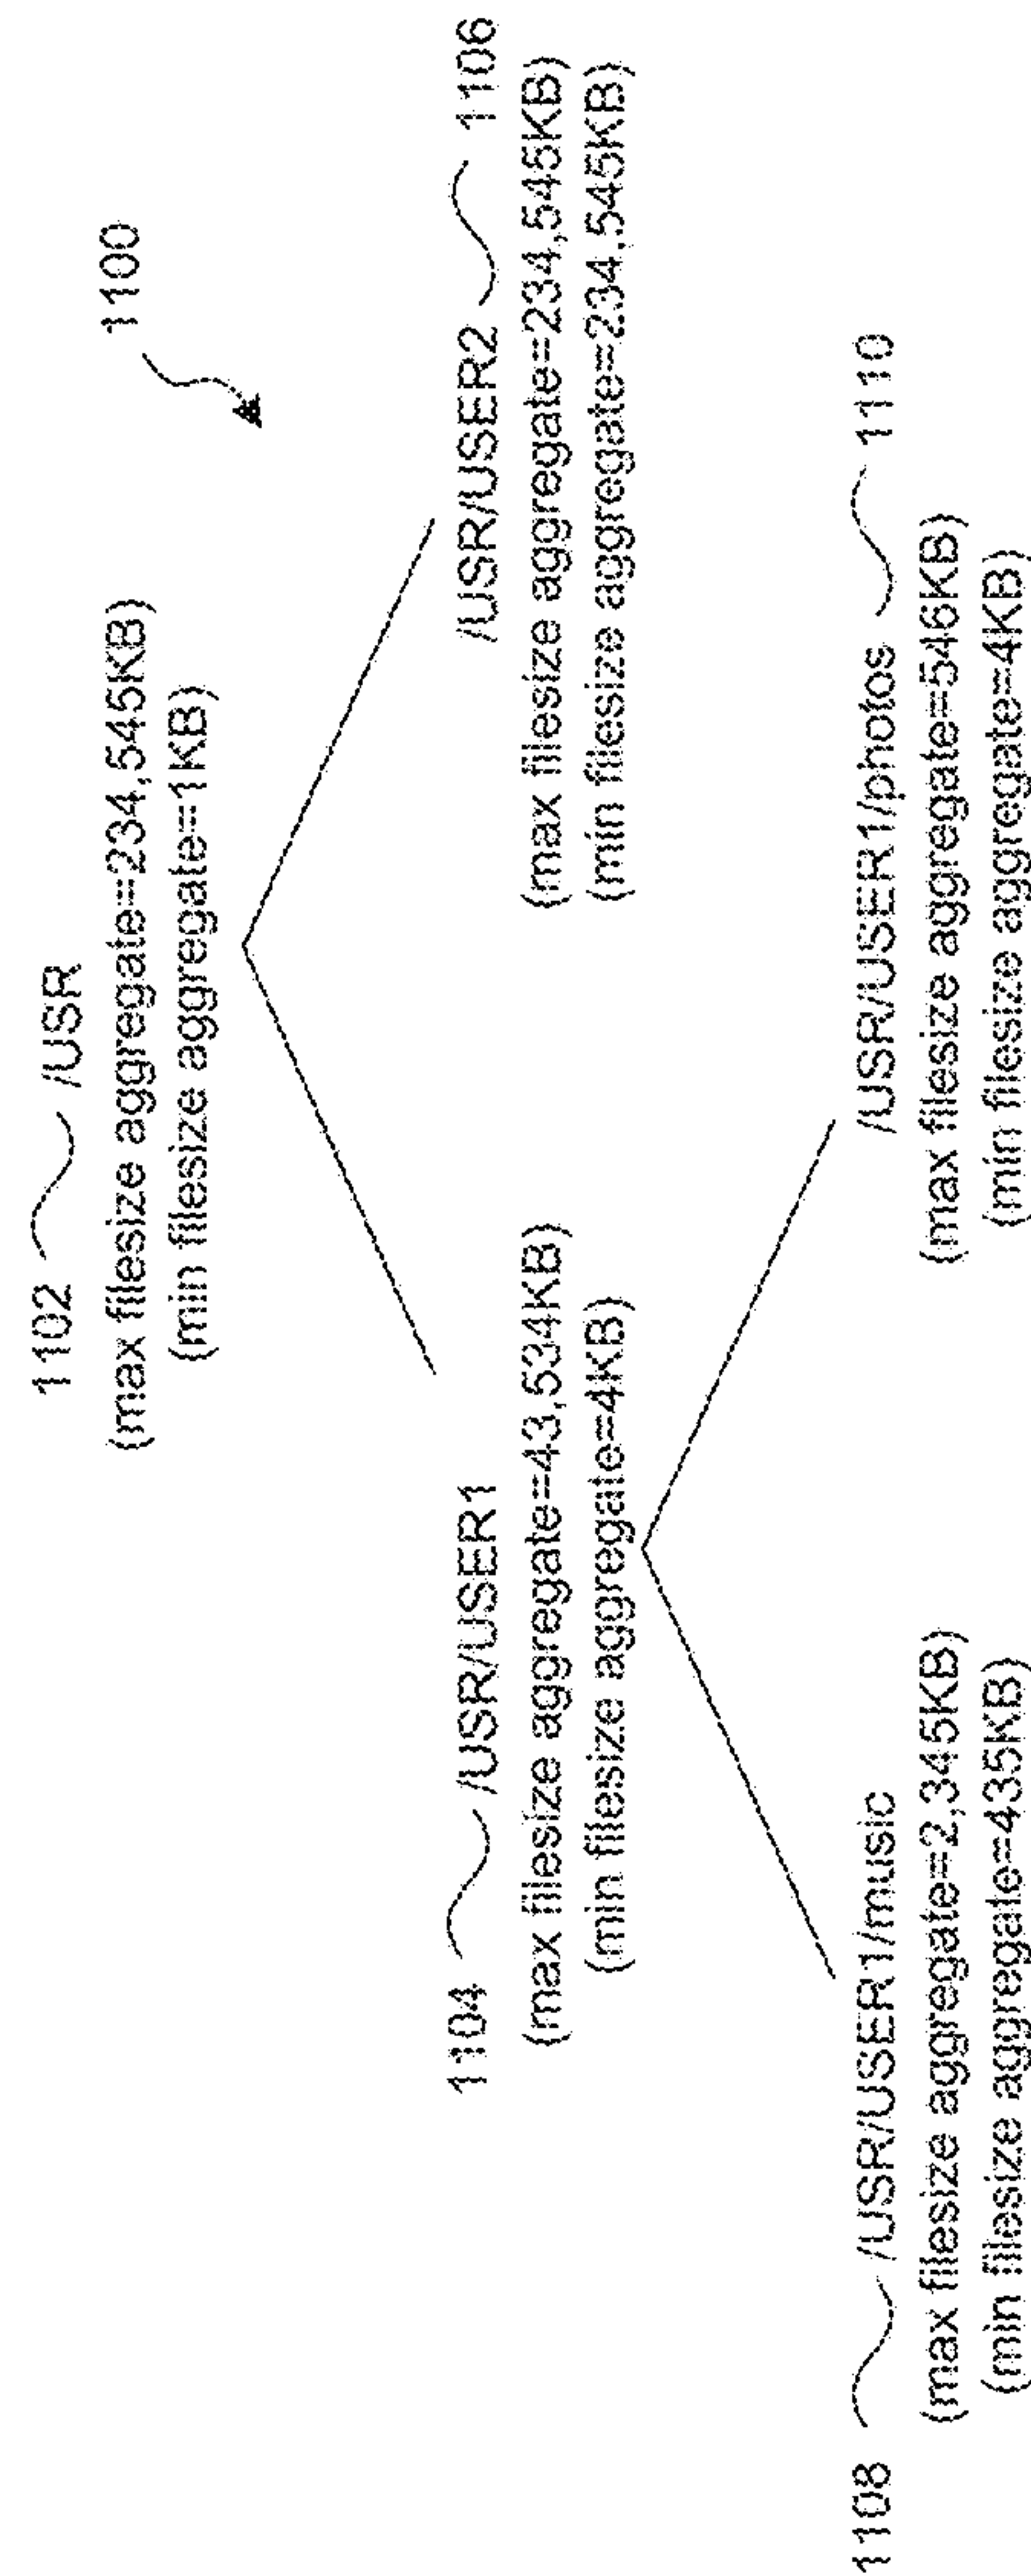 1100
1102 /USR
(max filesize aggregate=234,545KB)
(min filesize aggregate=1KB)
1104 /USR/USER1
(max filesize aggregate=43,534KB)
(min filesize aggregate=4KB)
/USR/USER2 1106
(max filesize aggregate=234,545KB)
(min filesize aggregate=234,545KB)
1108 /USR/USER1/music
(max filesize aggregate=2,345KB)
(min filesize aggregate=435KB)
/USR/USER1/photos 1110
(max filesize aggregate=546KB)
(min filesize aggregate=4KB)